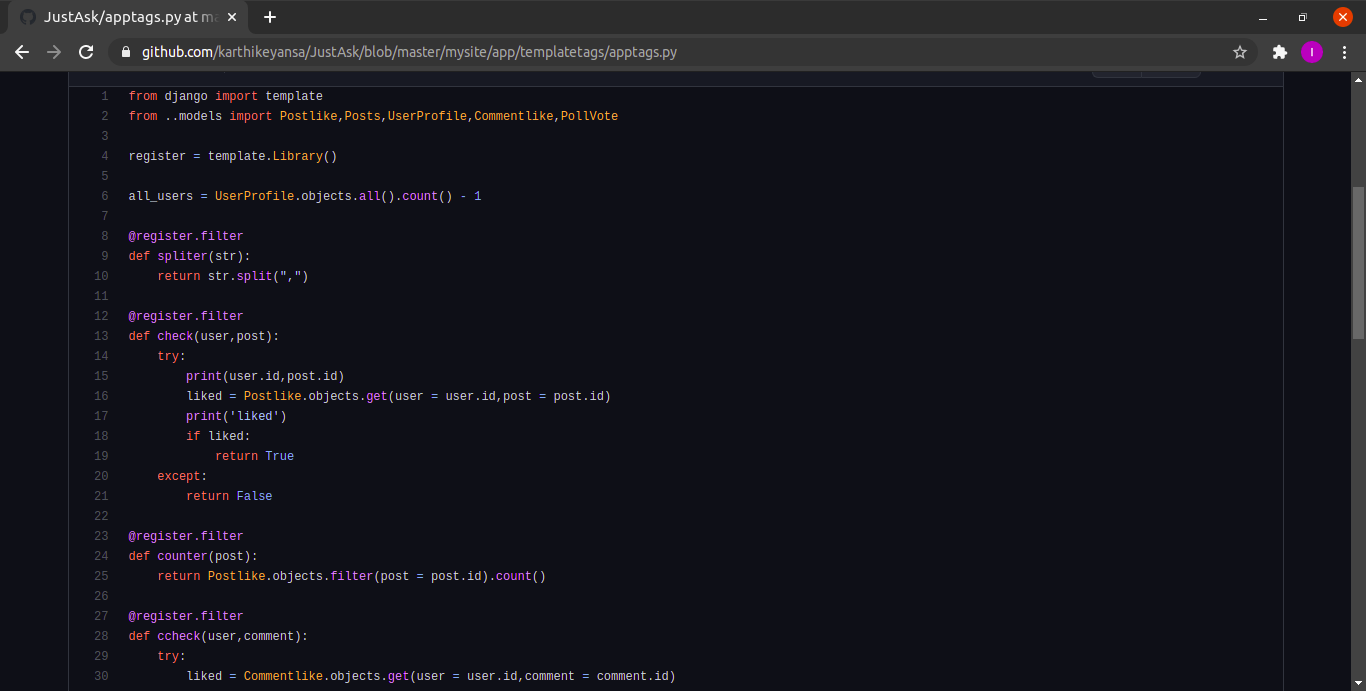 JustAsk/apptags.py at ma
github.com/karthikeyansa/JustAsk/blob/master/mysite/app/templatetags/apptags.py
I
1 from django import template
2 from ..models import Postlike,Posts,UserProfile,Commentlike,PollVote
3
4 register = template.Library()
5
6 all_users = UserProfile.objects.all().count() - 1
7
8 @register.filter
9 def spliter(str):
10     return str.split(",")
11
12 @register.filter
13 def check(user,post):
14     try:
15         print(user.id,post.id)
16         liked = Postlike.objects.get(user = user.id,post = post.id)
17         print('liked')
18         if liked:
19             return True
20     except:
21         return False
22
23 @register.filter
24 def counter(post):
25     return Postlike.objects.filter(post = post.id).count()
26
27 @register.filter
28 def ccheck(user,comment):
29     try:
30         liked = Commentlike.objects.get(user = user.id,comment = comment.id)